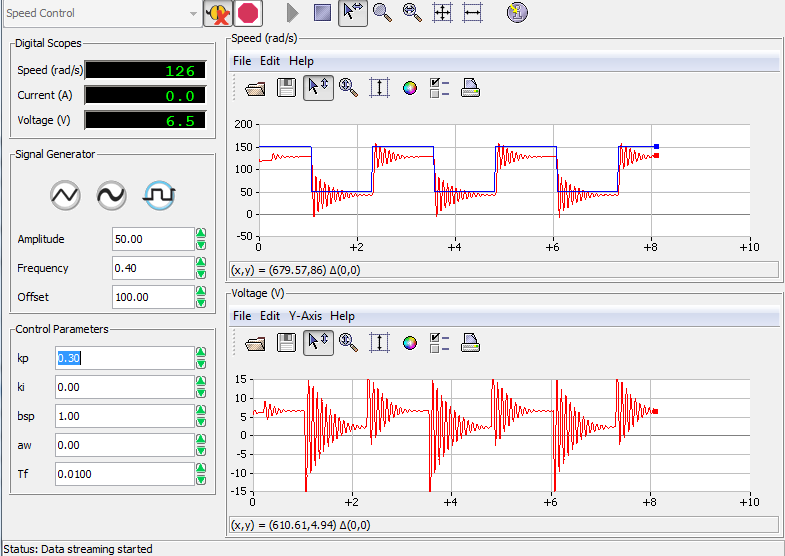 Speed Control
Digital Scopes
Speed (rad/s) 126
Current (A) 0.0
Voltage (V) 6.5
Signal Generator
Amplitude 50.00
Frequency 0.40
Offset 100.00
Control Parameters
kp 0.30
ki 0.00
bsp 1.00
aw 0.00
Tf 0.0100
Speed (rad/s)
File Edit Help
200
150
100
50
0
-50
0 +2 +4 +6 +8 +10
(x,y) = (679.57,86) Δ(0,0)
Voltage (V)
File Edit Y-Axis Help
15
10
5
0
-5
-10
-15
0 +2 +4 +6 +8 +10
(x,y) = (610.61,4.94) Δ(0,0)
Status: Data streaming started